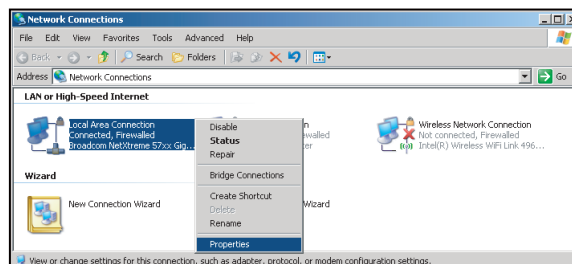 Network Connections
File Edit View Favorites Tools Advanced Help
Back Search Folders
Address Network Connections Go
LAN or High-Speed Internet
Local Area Connection
Connected, Firewalled
Broadcom NetXtreme 57xx Gig...
n
ewalled
ter
Wireless Network Connection
Not connected, Firewalled
Intel(R) Wireless WiFi Link 496...
Disable
Status
Repair
Bridge Connections
Create Shortcut
Delete
Rename
Properties
Wizard
New Connection Wizard
Wizard
View or change settings for this connection, such as adapter, protocol, or modem configuration settings.